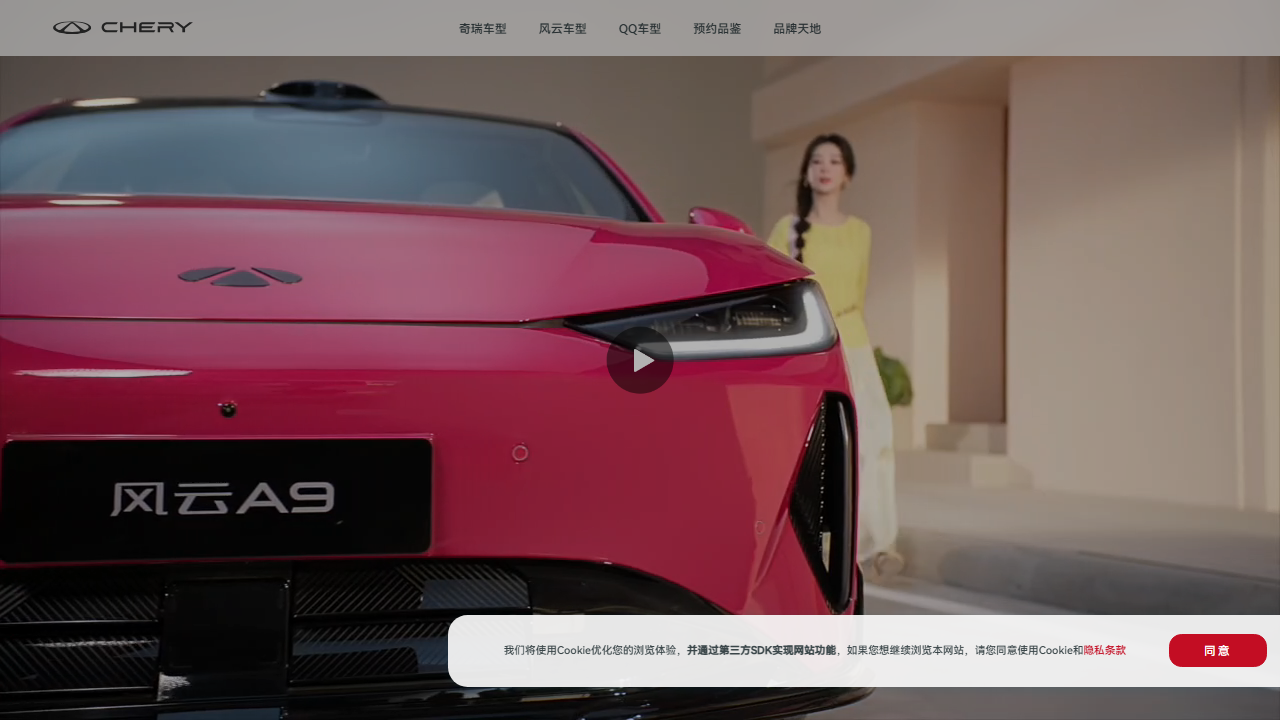 CHERY
奇瑞车型
风云车型
QQ车型
预约品鉴
品牌天地
风云A9
我们将使用Cookie优化您的浏览体验，并通过第三方SDK实现网站功能，如果您想继续浏览本网站，请您同意使用Cookie和隐私条款
同意